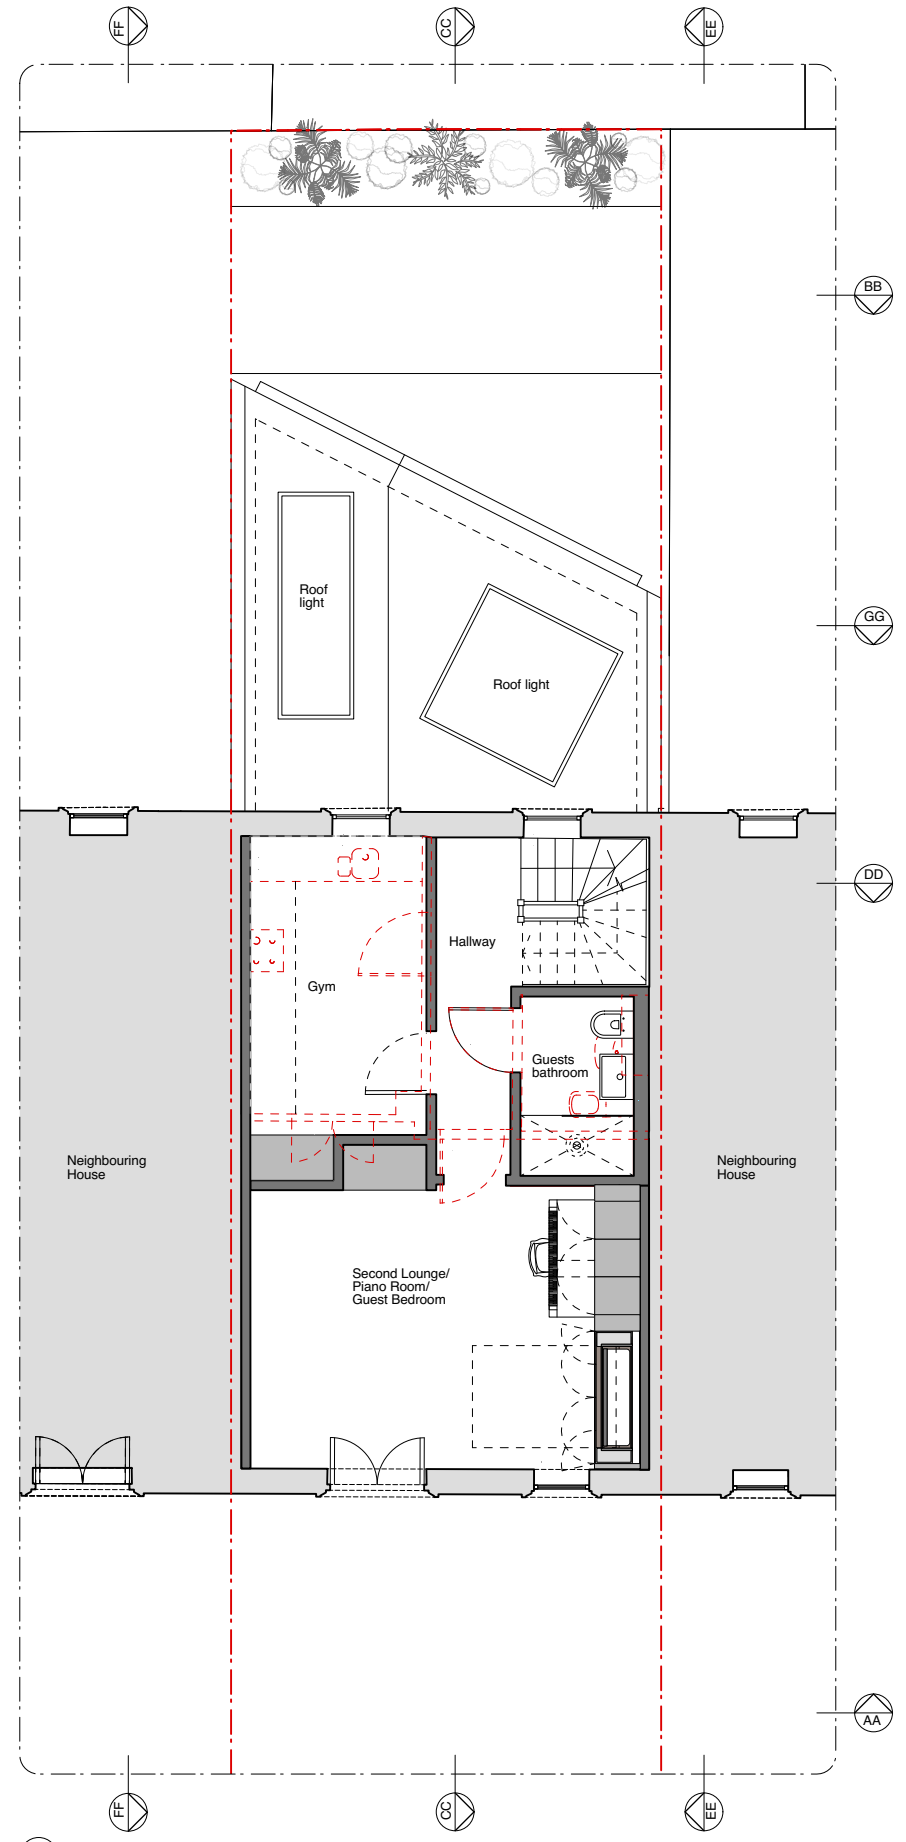 FF
CC
EE
BB
Roof
light
GG
Roof light
DD
Hallway
Gym
Guests
bathroom
Neighbouring
House
Neighbouring
House
Second Lounge/
Piano Room/
Guest Bedroom
AA
FF
CC
EE